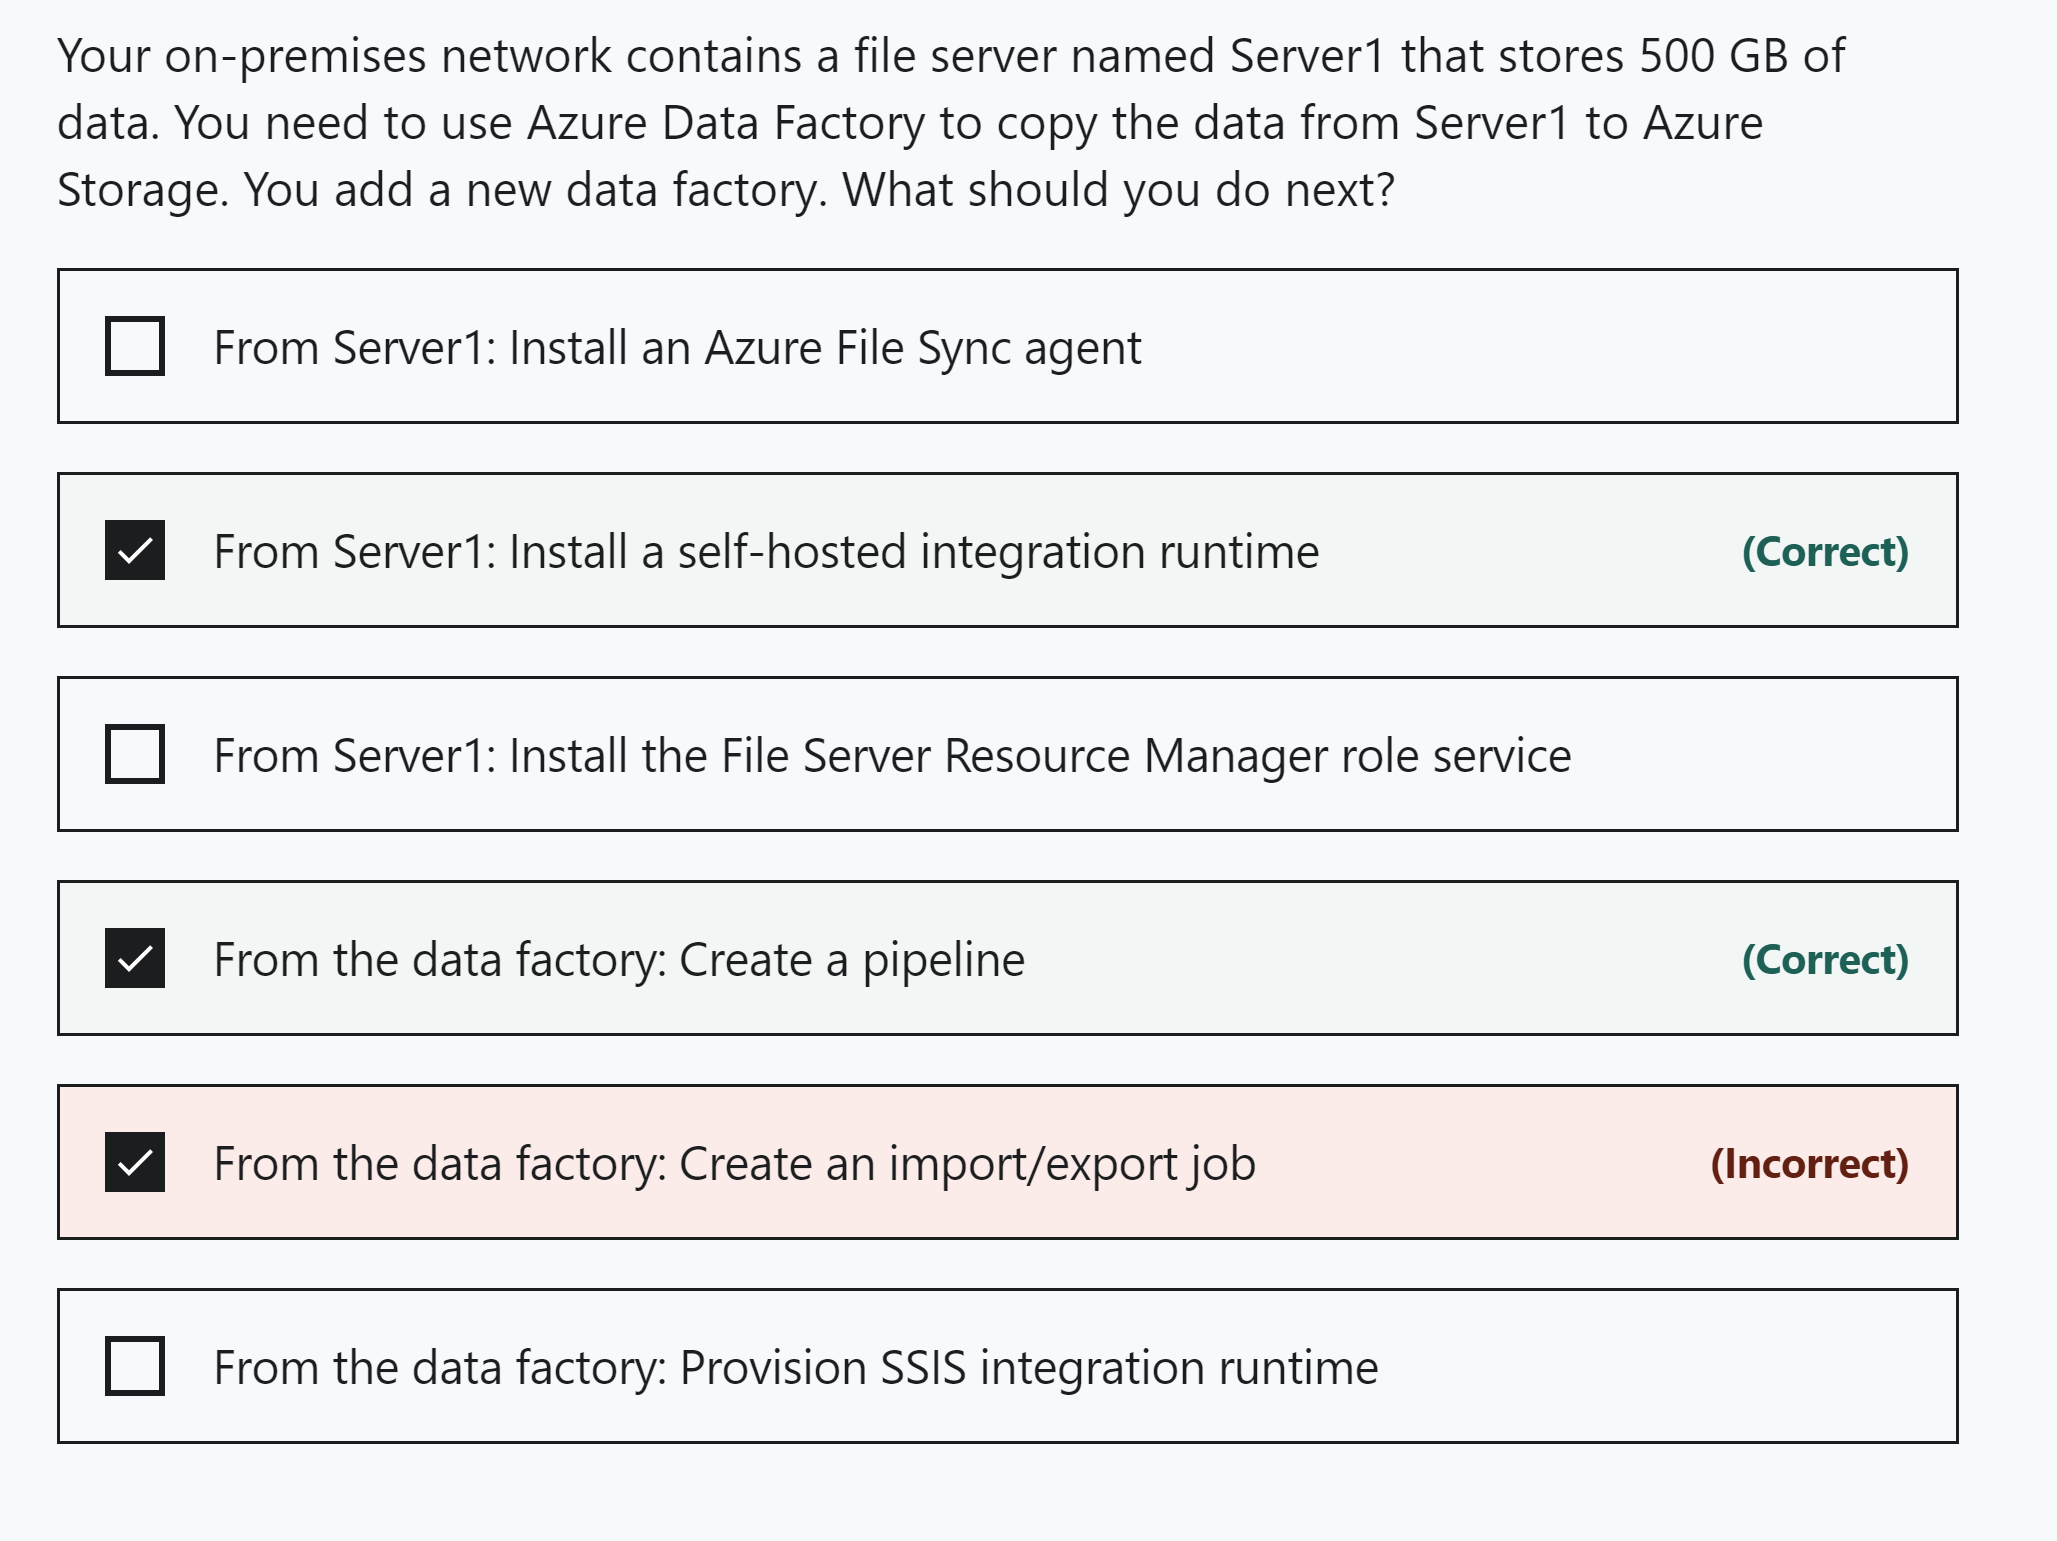 Your on-premises network contains a file server named Server1 that stores 500 GB of
data. You need to use Azure Data Factory to copy the data from Server1 to Azure
Storage. You add a new data factory. What should you do next?
From Server1: Install an Azure File Sync agent
From Server1: Install a self-hosted integration runtime (Correct)
From Server1: Install the File Server Resource Manager role service
From the data factory: Create a pipeline (Correct)
From the data factory: Create an import/export job (Incorrect)
From the data factory: Provision SSIS integration runtime